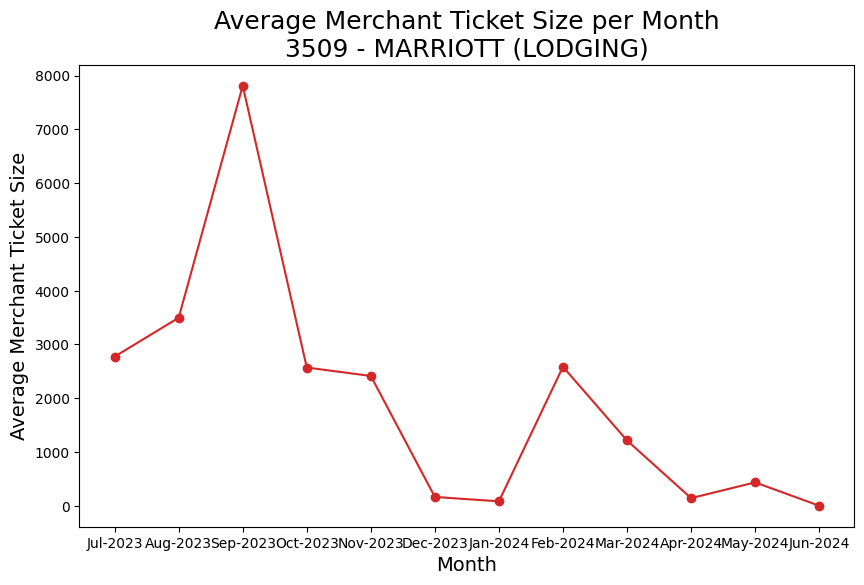 Average Merchant Ticket Size per Month
3509 - MARRIOTT (LODGING)
Average Merchant Ticket Size
8000
7000
6000
5000
4000
3000
2000
1000
0
Jul-2023 Aug-2023 Sep-2023 Oct-2023 Nov-2023 Dec-2023 Jan-2024 Feb-2024 Mar-2024 Apr-2024 May-2024 Jun-2024
Month